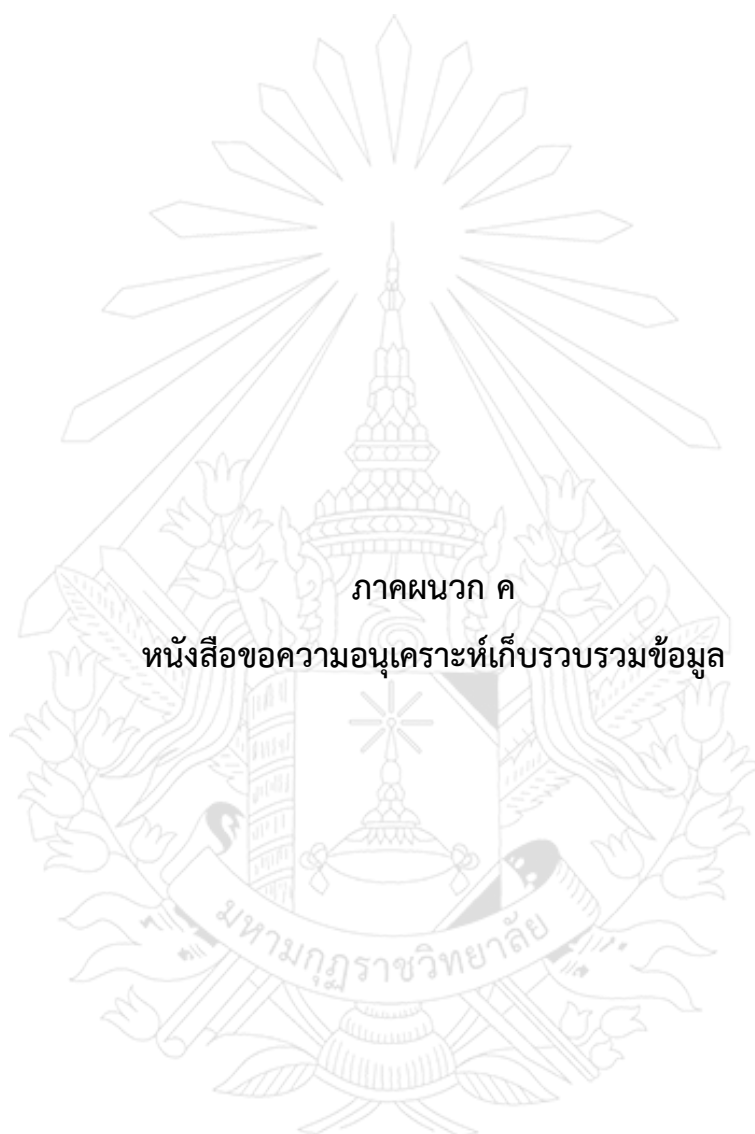 ภาคผนวก ค
หนังสือขอความอนุเคราะห์เก็บรวบรวมข้อมูล
มหามกุฏราชวิทยาลัย